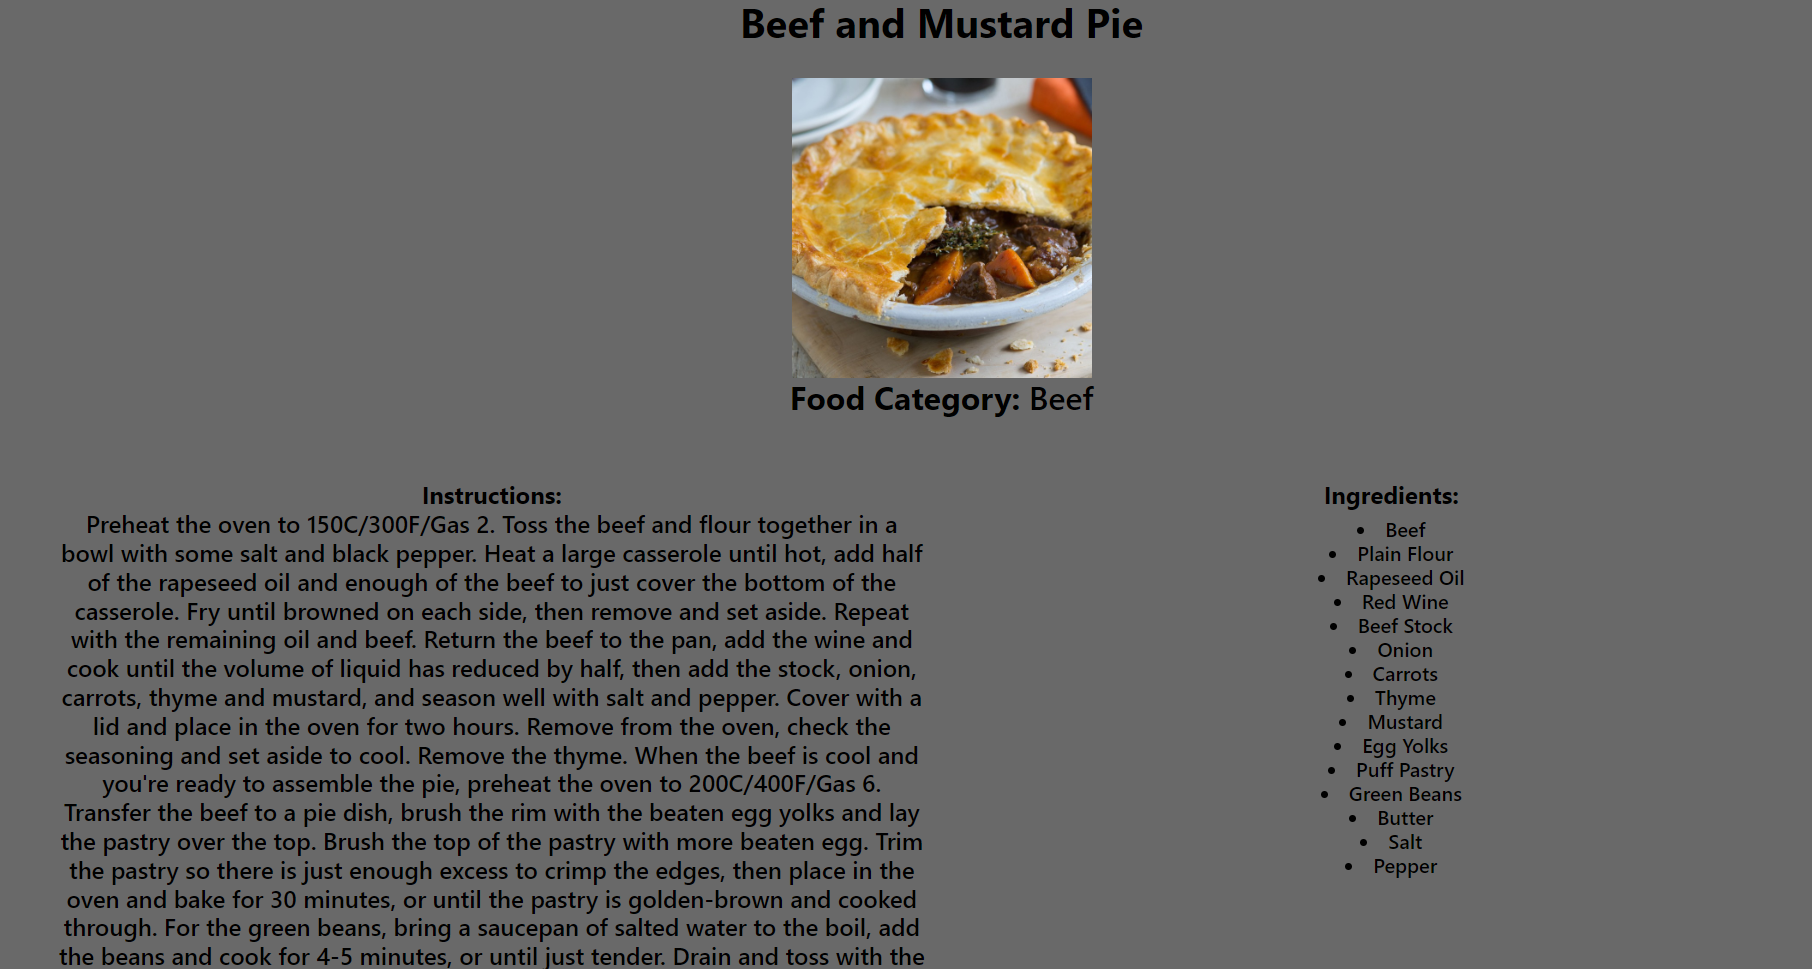 Beef and Mustard Pie
Food Category: Beef
Instructions:
Preheat the oven to 150C/300F/Gas 2. Toss the beef and flour together in a
bowl with some salt and black pepper. Heat a large casserole until hot, add half
of the rapeseed oil and enough of the beef to just cover the bottom of the
casserole. Fry until browned on each side, then remove and set aside. Repeat
with the remaining oil and beef. Return the beef to the pan, add the wine and
cook until the volume of liquid has reduced by half, then add the stock, onion,
carrots, thyme and mustard, and season well with salt and pepper. Cover with a
lid and place in the oven for two hours. Remove from the oven, check the
seasoning and set aside to cool. Remove the thyme. When the beef is cool and
you're ready to assemble the pie, preheat the oven to 200C/400F/Gas 6.
Transfer the beef to a pie dish, brush the rim with the beaten egg yolks and lay
the pastry over the top. Brush the top of the pastry with more beaten egg. Trim
the pastry so there is just enough excess to crimp the edges, then place in the
oven and bake for 30 minutes, or until the pastry is golden-brown and cooked
through. For the green beans, bring a saucepan of salted water to the boil, add
the beans and cook for 4-5 minutes, or until just tender. Drain and toss with the
Ingredients:
• Beef
• Plain Flour
• Rapeseed Oil
• Red Wine
• Beef Stock
• Onion
• Carrots
• Thyme
• Mustard
• Egg Yolks
• Puff Pastry
• Green Beans
• Butter
• Salt
• Pepper